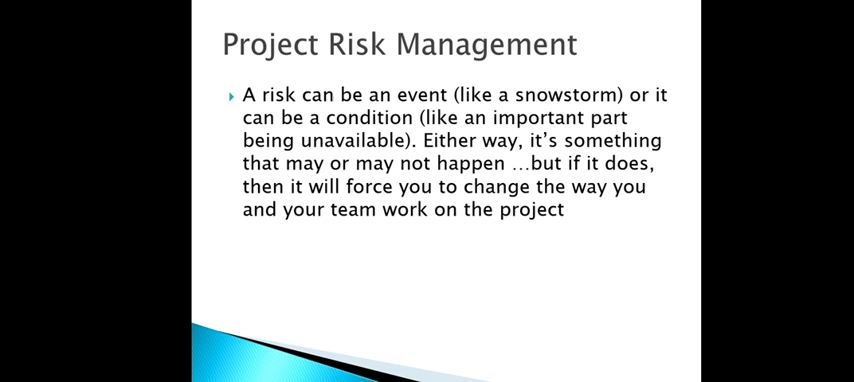 Project Risk Management
A risk can be an event (like a snowstorm) or it
can be a condition (like an important part
being unavailable). Either way, it's something
that may or may not happen ...but if it does,
then it will force you to change the way you
and your team work on the project